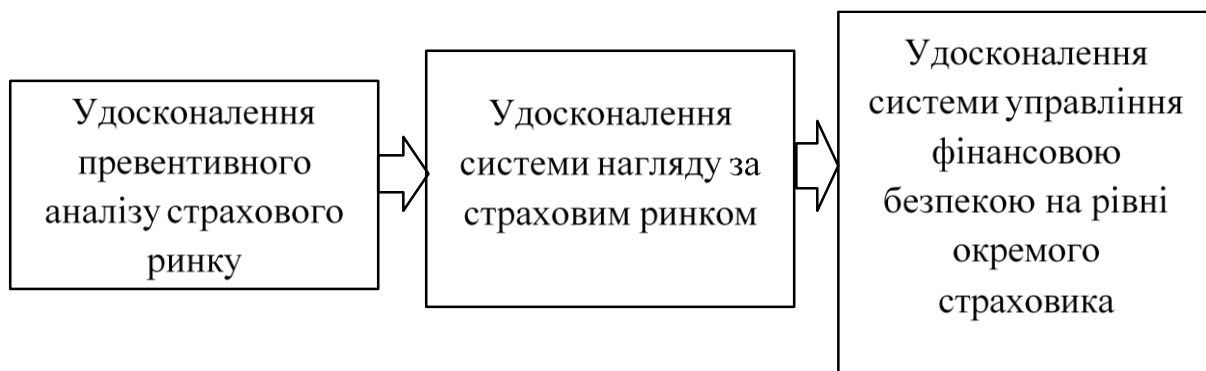 Удосконалення
превентивного
аналізу страхового
ринку
Удосконалення
системи нагляду за
страховим ринком
Удосконалення
системи управління
фінансовою
безпекою на рівні
окремого
страховика